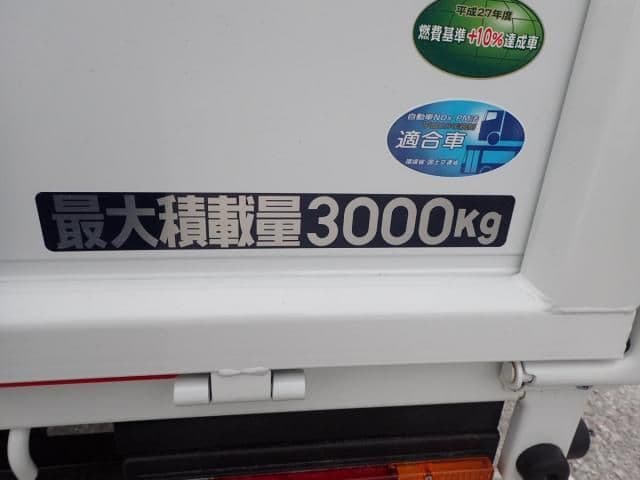 平成27年度
燃費基準+10%達成車
自動車NOx・PM法
適合車
環境省・国土交通省
最大積載量3000Kg